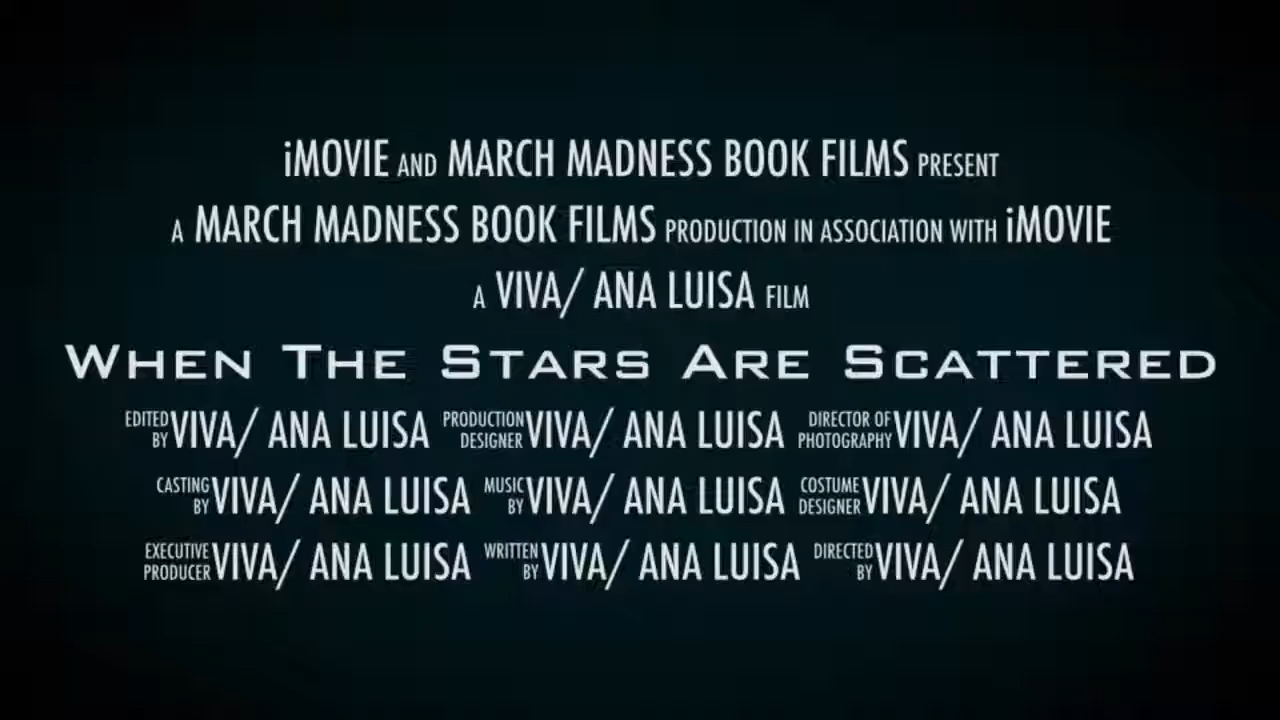 iMOVIE AND MARCH MADNESS BOOK FILMS PRESENT
A MARCH MADNESS BOOK FILMS PRODUCTION IN ASSOCIATION WITH iMOVIE
A VIVA/ ANA LUISA FILM
WHEN THE STARS ARE SCATTERED
EDITED BY VIVA/ ANA LUISA PRODUCTION DESIGNER VIVA/ ANA LUISA DIRECTOR OF PHOTOGRAPHY VIVA/ ANA LUISA
CASTING BY VIVA/ ANA LUISA MUSIC BY VIVA/ ANA LUISA COSTUME DESIGNER VIVA/ ANA LUISA
EXECUTIVE PRODUCER VIVA/ ANA LUISA WRITTEN BY VIVA/ ANA LUISA DIRECTED BY VIVA/ ANA LUISA